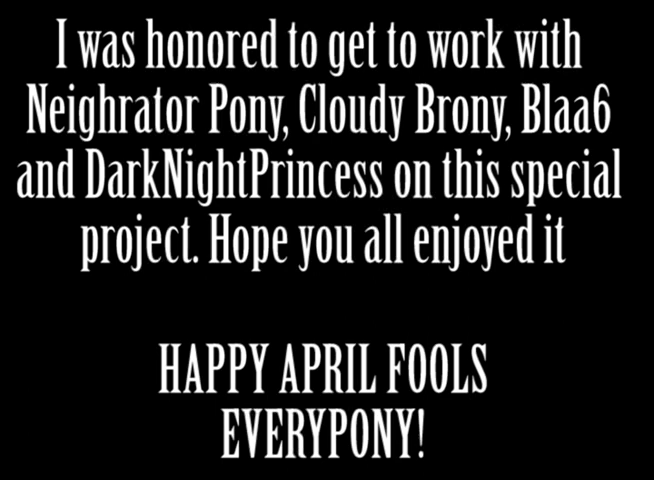 I was honored to get to work with
Neighrator Pony, Cloudy Brony, Blaa6
and DarkNightPrincess on this special
project. Hope you all enjoyed it
HAPPY APRIL FOOLS
EVERYPONY!